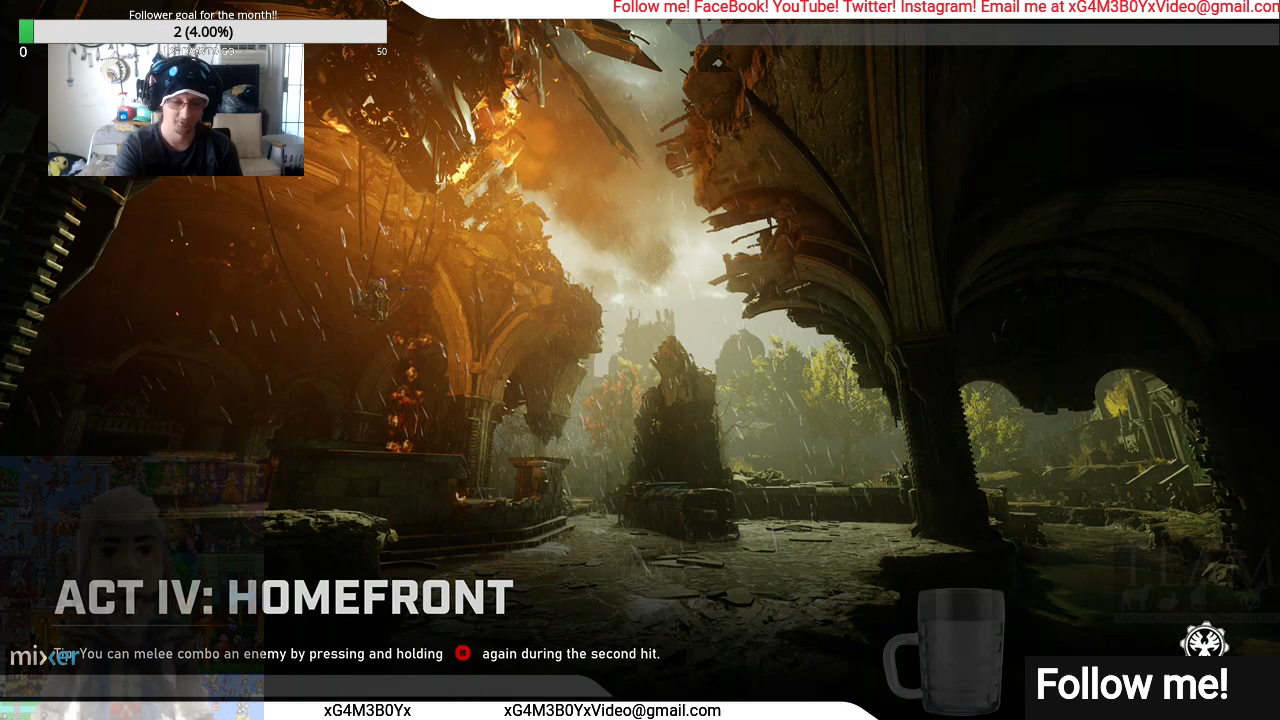 Follow me! FaceBook! YouTube! Twitter! Instagram! Email me at xG4M3B0YxVideo@gmail.com
Follower goal for the month!!
2 (4.00%)
0
50
ACT IV: HOMEFRONT
Tip: You can melee combo an enemy by pressing and holding B again during the second hit.
mixer
TEAM
Follow me!
xG4M3B0Yx
xG4M3B0YxVideo@gmail.com